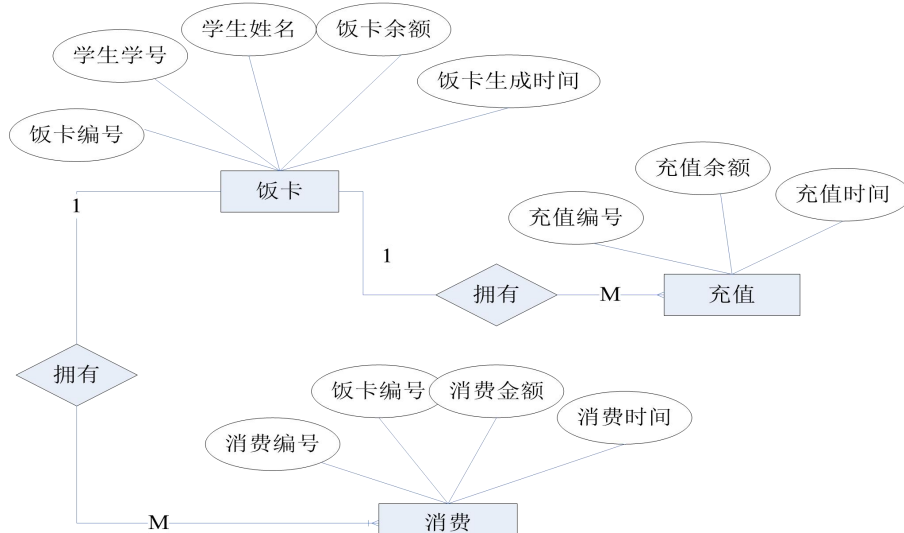 学生姓名
饭卡余额
学生学号
饭卡生成时间
饭卡编号
饭卡
1
充值余额
充值时间
充值编号
1
拥有
M
充值
拥有
饭卡编号
消费金额
消费时间
消费编号
M
消费